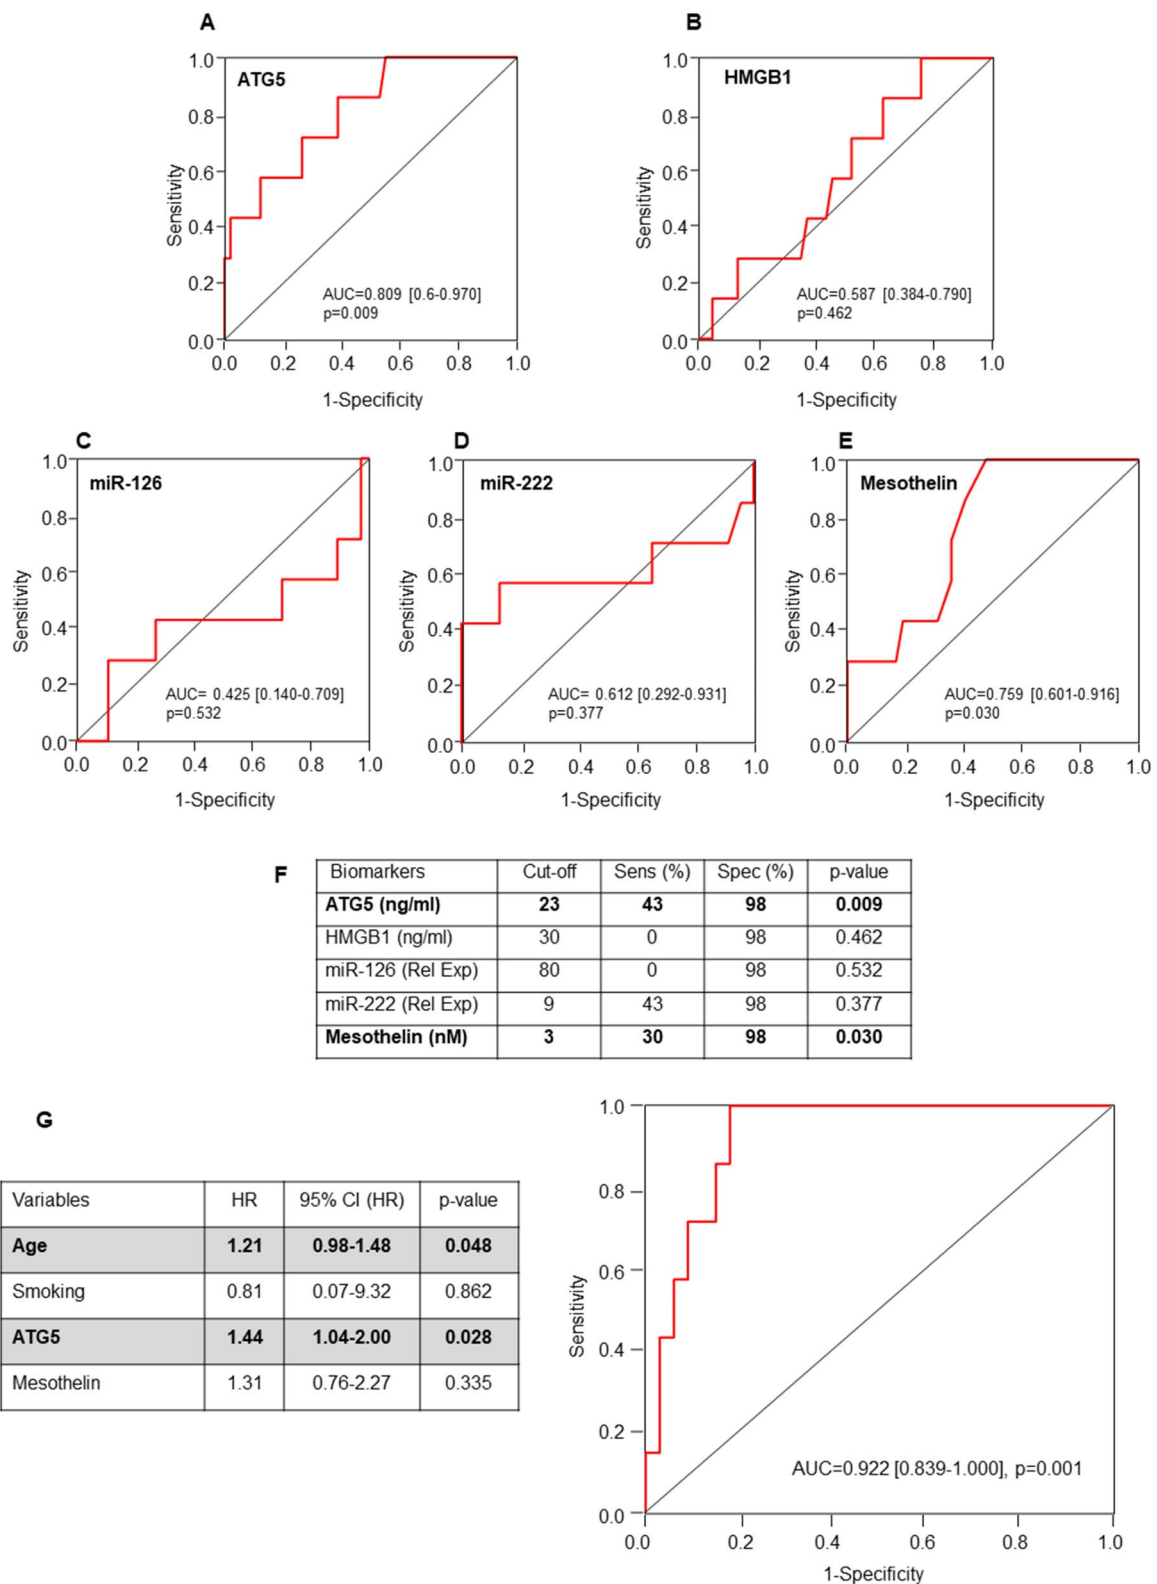 A
ATG5
1.0
0.8
0.6
0.4
0.2
0.0
Sensitivity
AUC=0.809 [0.6-0.970]
p=0.009
0.0 0.2 0.4 0.6 0.8 1.0
1-Specificity
B
HMGB1
1.0
0.8
0.6
0.4
0.2
0.0
Sensitivity
AUC=0.587 [0.384-0.790]
p=0.462
0.0 0.2 0.4 0.6 0.8 1.0
1-Specificity
C
miR-126
1.0
0.8
0.6
0.4
0.2
0.0
Sensitivity
AUC= 0.425 [0.140-0.709]
p=0.532
0.0 0.2 0.4 0.6 0.8 1.0
1-Specificity
D
miR-222
1.0
0.8
0.6
0.4
0.2
0.0
Sensitivity
AUC= 0.612 [0.292-0.931]
p=0.377
0.0 0.2 0.4 0.6 0.8 1.0
1-Specificity
E
Mesothelin
1.0
0.8
0.6
0.4
0.2
0.0
Sensitivity
AUC=0.759 [0.601-0.916]
p=0.030
0.0 0.2 0.4 0.6 0.8 1.0
1-Specificity
F
Biomarkers Cut-off Sens (%) Spec (%) p-value
ATG5 (ng/ml) 23 43 98 0.009
HMGB1 (ng/ml) 30 0 98 0.462
miR-126 (Rel Exp) 80 0 98 0.532
miR-222 (Rel Exp) 9 43 98 0.377
Mesothelin (nM) 3 30 98 0.030
G
Variables HR 95% CI (HR) p-value
Age 1.21 0.98-1.48 0.048
Smoking 0.81 0.07-9.32 0.862
ATG5 1.44 1.04-2.00 0.028
Mesothelin 1.31 0.76-2.27 0.335
1.0
0.8
0.6
0.4
0.2
0.0
Sensitivity
AUC=0.922 [0.839-1.000], p=0.001
0.0 0.2 0.4 0.6 0.8 1.0
1-Specificity